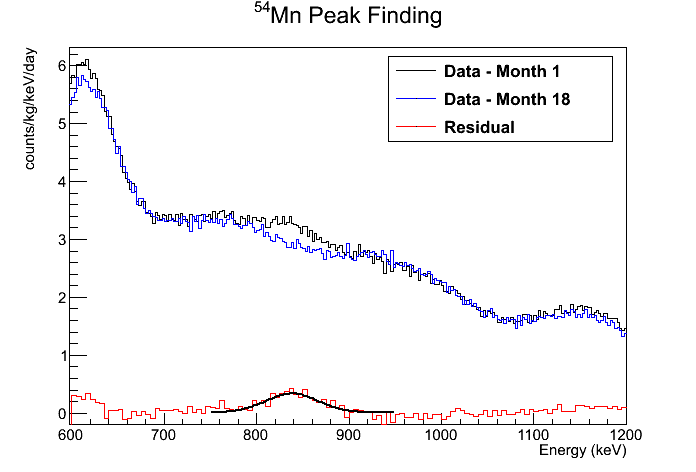 ⁵⁴Mn Peak Finding
counts/kg/keV/day
Data - Month 1
Data - Month 18
Residual
6
5
4
3
2
1
0
600 700 800 900 1000 1100 1200
Energy (keV)